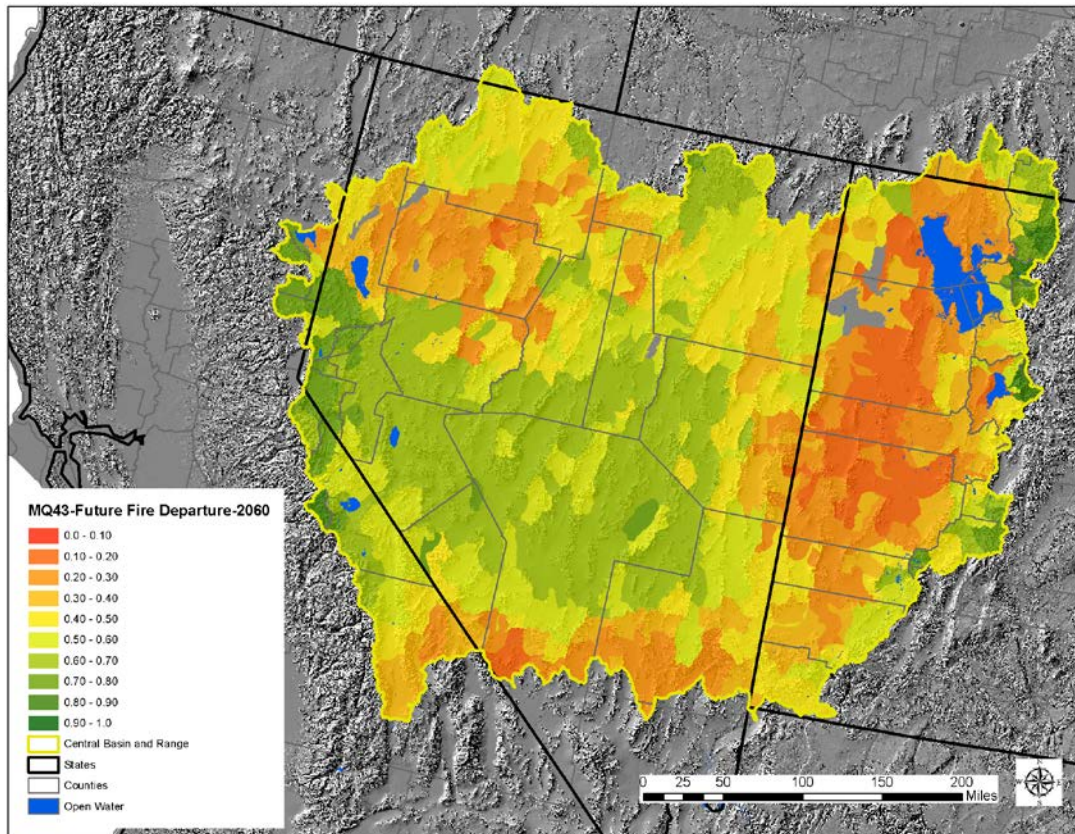 MQ43-Future Fire Departure-2060
0.0 - 0.10
0.10 - 0.20
0.20 - 0.30
0.30 - 0.40
0.40 - 0.50
0.50 - 0.60
0.60 - 0.70
0.70 - 0.80
0.80 - 0.90
0.90 - 1.0
Central Basin and Range
States
Counties
Open Water
0 25 50 100 150 200
Miles